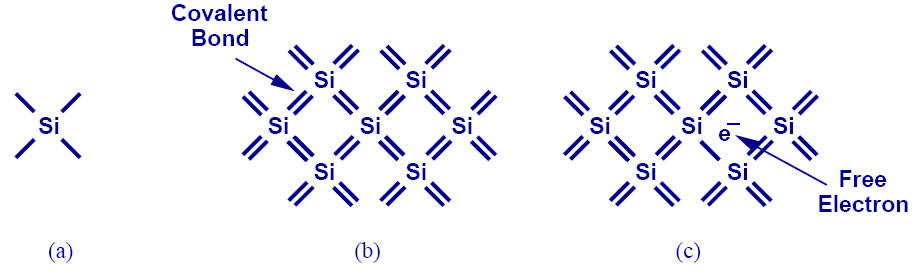 Covalent
Bond
Si Si Si Si
Si Si Si Si e− Si Si Si
Si Si Si Si
Free
Electron
(a) (b) (c)